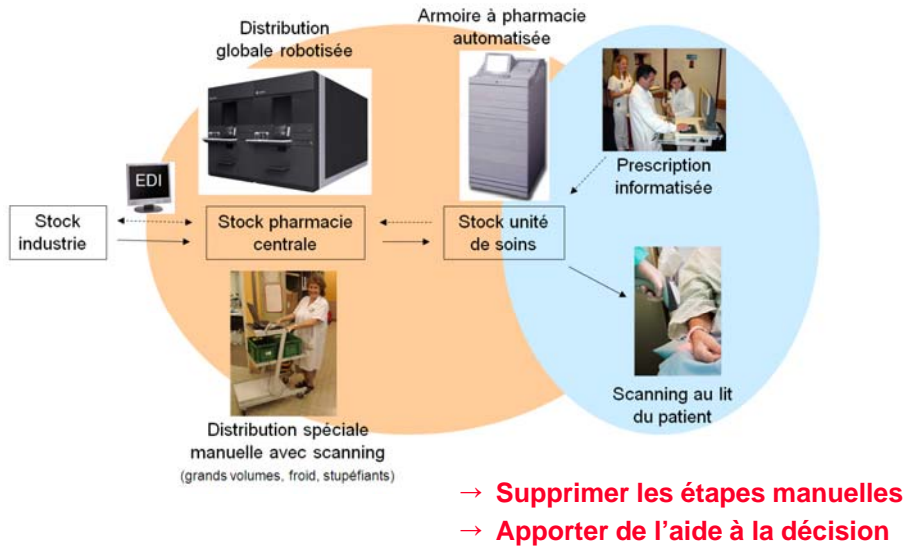 Distribution
globale robotisée
Armoire à pharmacie
automatisée
EDI
Prescription
informatisée
Stock
industrie
Stock pharmacie
centrale
Stock unité
de soins
Scanning au lit
du patient
Distribution spéciale
manuelle avec scanning
(grands volumes, froid, stupéfiants)
→ Supprimer les étapes manuelles
→ Apporter de l'aide à la décision